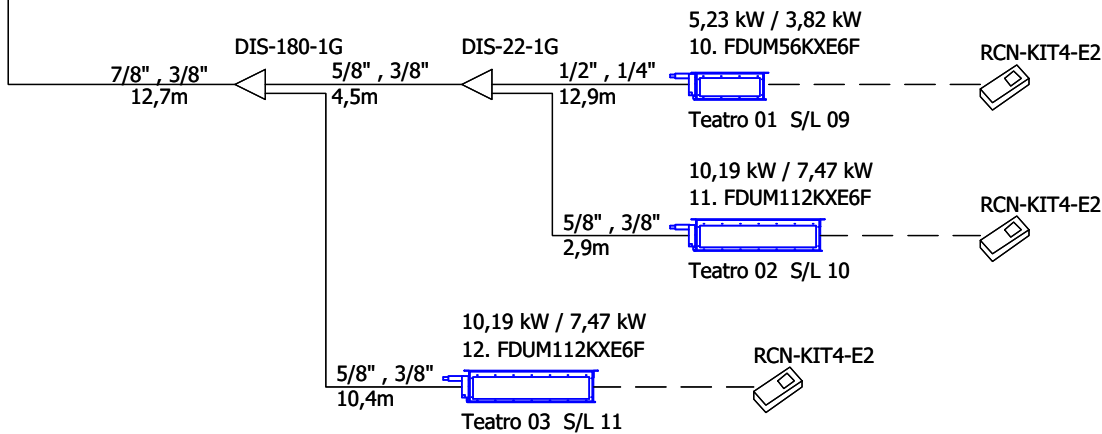 5,23 kW / 3,82 kW
DIS-180-1G
DIS-22-1G
10. FDUM56KXE6F
RCN-KIT4-E2
7/8" , 3/8"
5/8" , 3/8"
1/2" , 1/4"
12,7m
4,5m
12,9m
Teatro 01 S/L 09
10,19 kW / 7,47 kW
11. FDUM112KXE6F
RCN-KIT4-E2
5/8" , 3/8"
2,9m
Teatro 02 S/L 10
10,19 kW / 7,47 kW
12. FDUM112KXE6F
RCN-KIT4-E2
5/8" , 3/8"
10,4m
Teatro 03 S/L 11